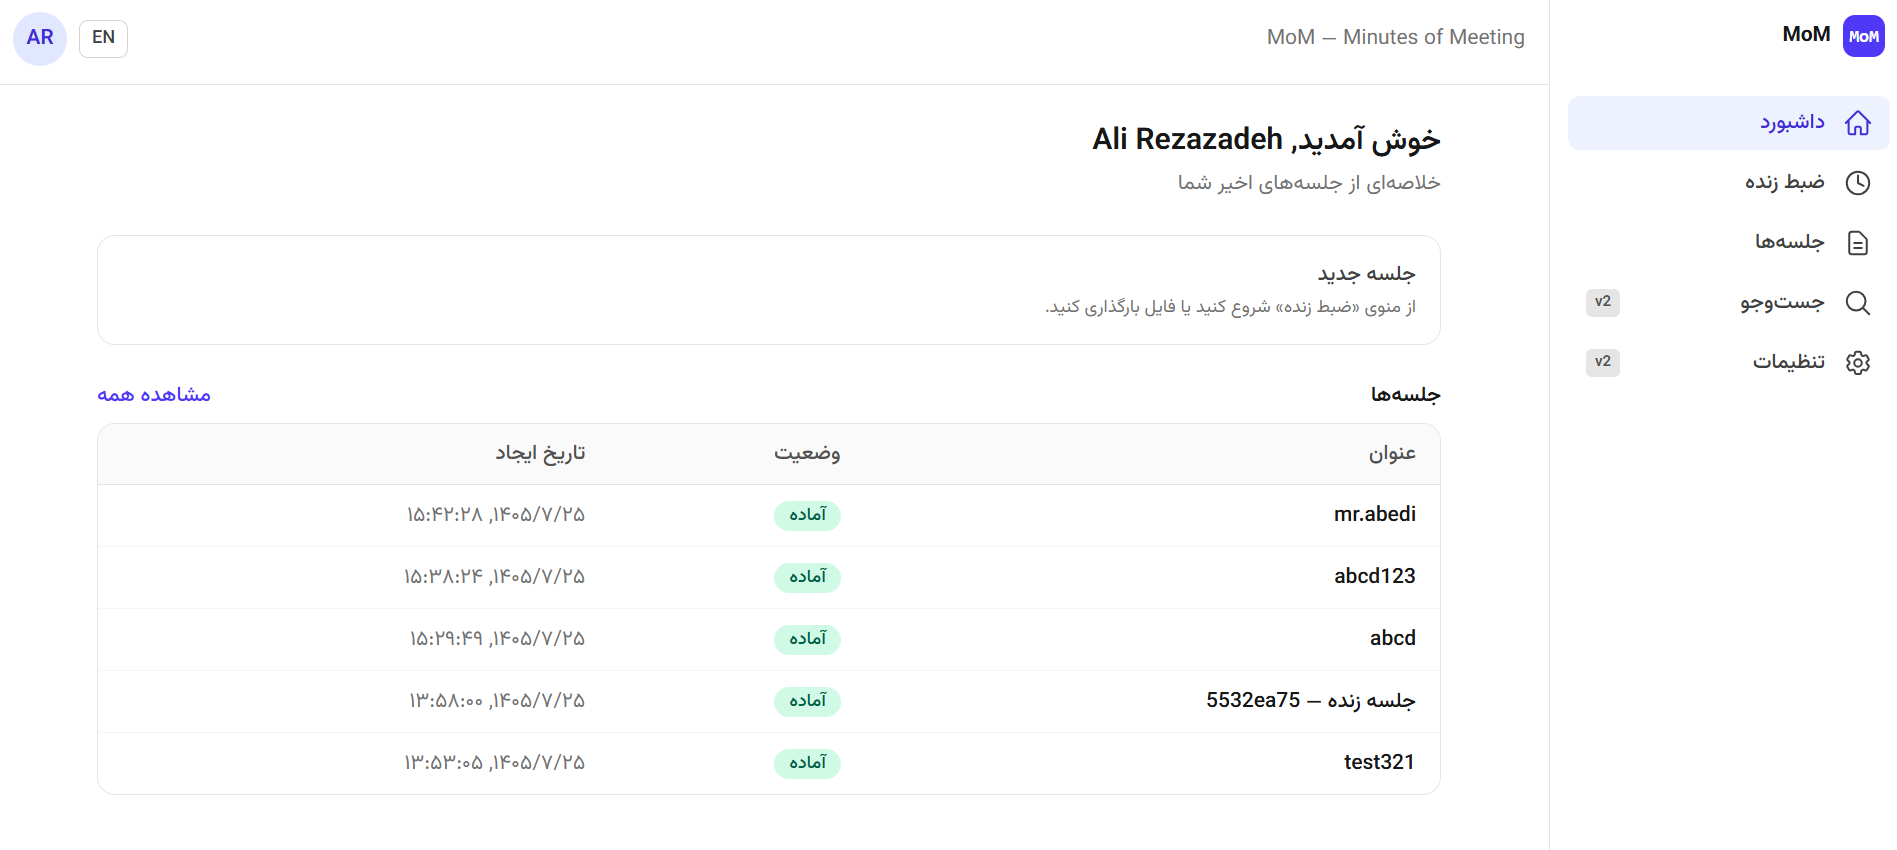 MoM
MoM
MoM — Minutes of Meeting
EN
AR
داشبورد
ضبط زنده
جلسه‌ها
جست‌وجو
v2
تنظیمات
v2
خوش آمدید, Ali Rezazadeh
خلاصه‌ای از جلسه‌های اخیر شما
جلسه جدید
از منوی «ضبط زنده» شروع کنید یا فایل بارگذاری کنید.
جلسه‌ها
مشاهده همه
عنوان وضعیت تاریخ ایجاد
mr.abedi آماده ۱۴۰۵/۷/۲۵, ۱۵:۴۲:۲۸
abcd123 آماده ۱۴۰۵/۷/۲۵, ۱۵:۳۸:۲۴
abcd آماده ۱۴۰۵/۷/۲۵, ۱۵:۲۹:۴۹
جلسه زنده — 5532ea75 آماده ۱۴۰۵/۷/۲۵, ۱۳:۵۸:۰۰
test321 آماده ۱۴۰۵/۷/۲۵, ۱۳:۵۳:۰۵